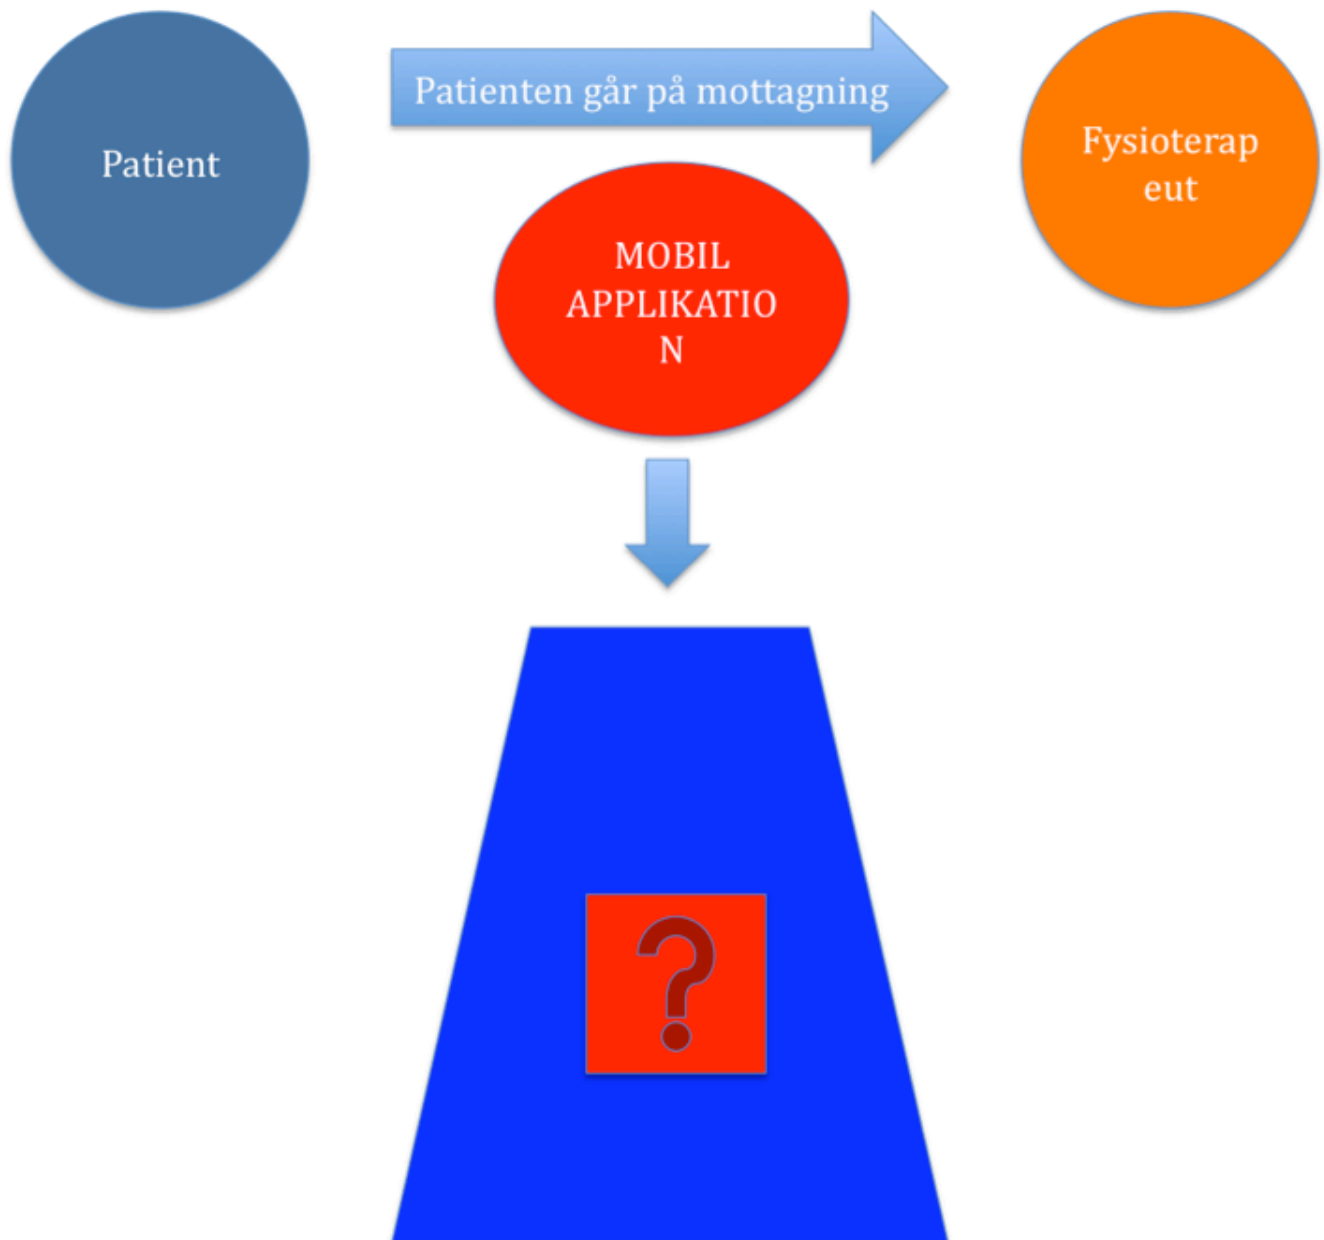 Patient
Patienten går på mottagning
Fysioterap
eut
MOBIL
APPLIKATIO
N
?